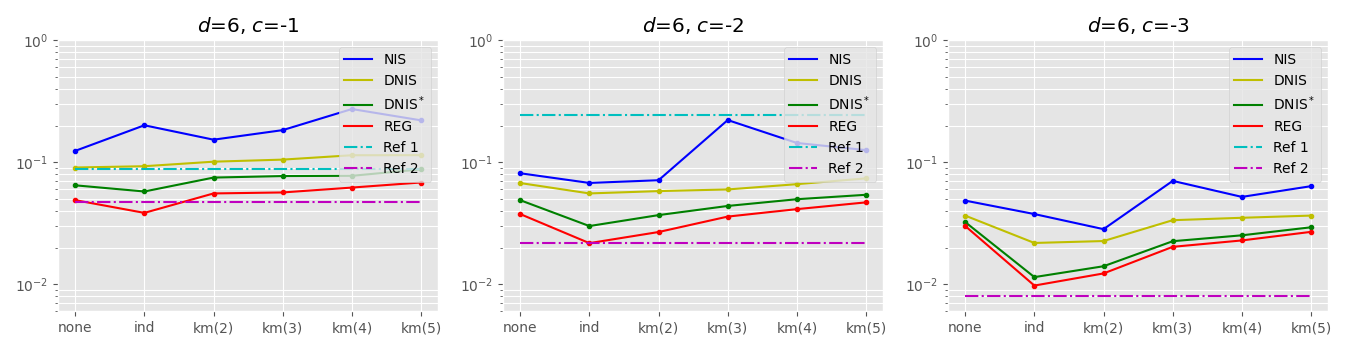 d=6, c=-1
10⁰
10⁻¹
10⁻²
NIS
DNIS
DNIS*
REG
Ref 1
Ref 2
none ind km(2) km(3) km(4) km(5)
d=6, c=-2
10⁰
10⁻¹
10⁻²
NIS
DNIS
DNIS*
REG
Ref 1
Ref 2
none ind km(2) km(3) km(4) km(5)
d=6, c=-3
10⁰
10⁻¹
10⁻²
NIS
DNIS
DNIS*
REG
Ref 1
Ref 2
none ind km(2) km(3) km(4) km(5)